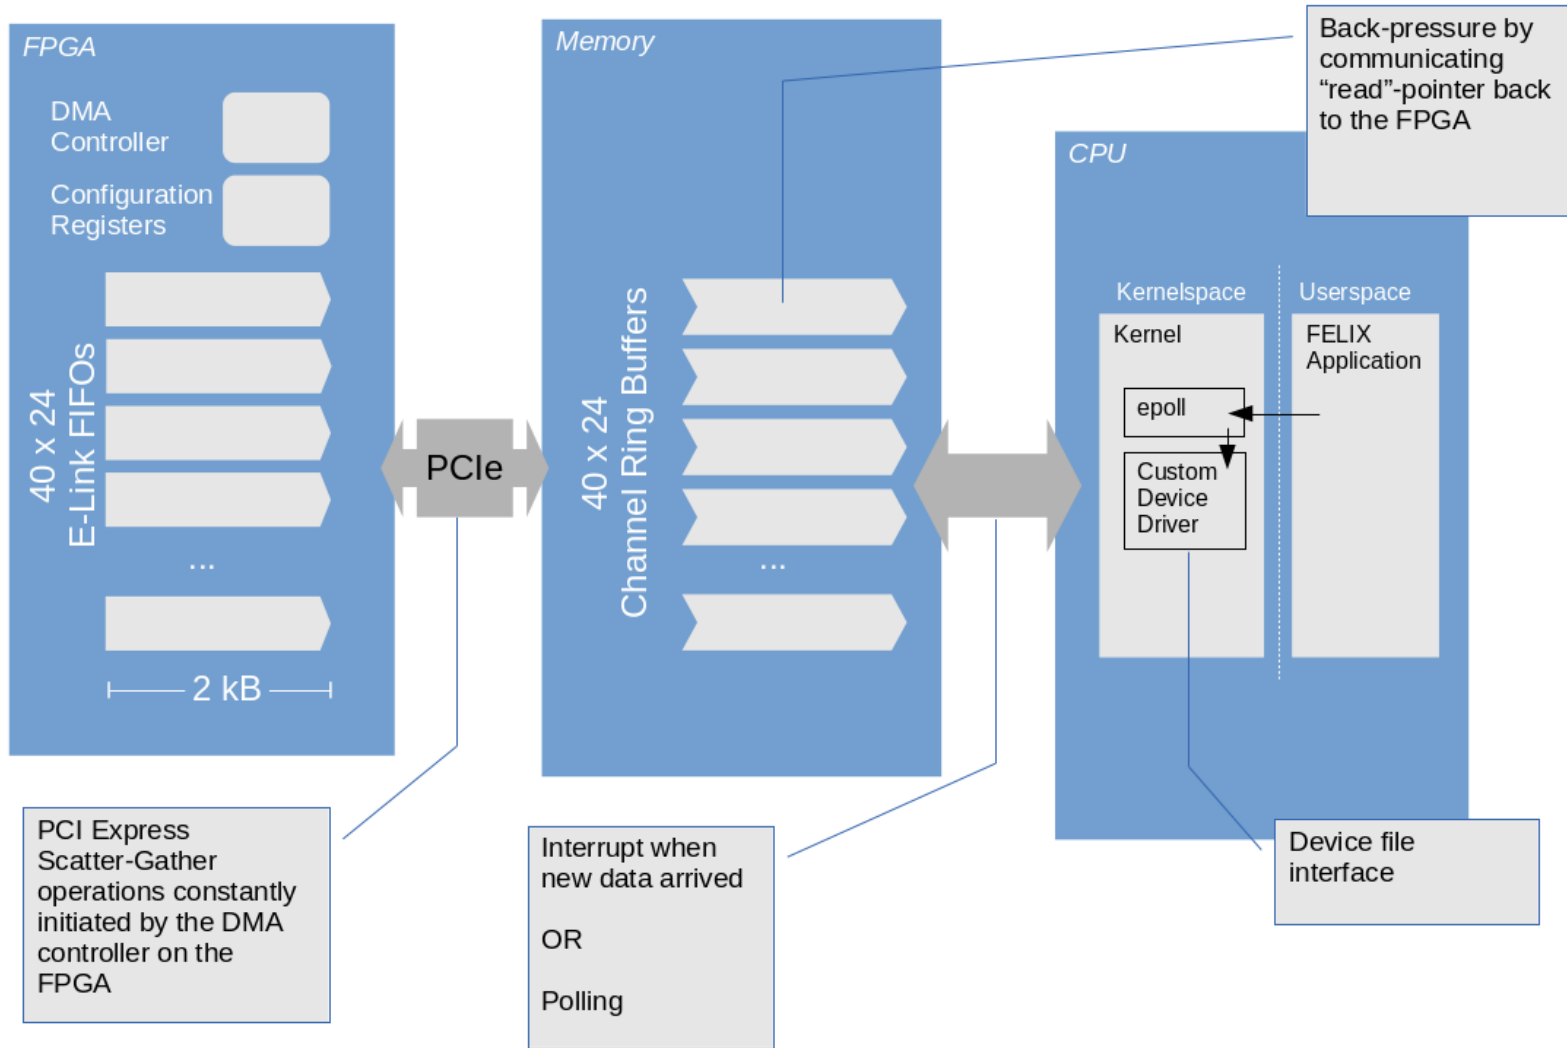 FPGA
DMA
Controller
Configuration
Registers
40 x 24
E-Link FIFOs
...
2 kB
PCIe
PCI Express
Scatter-Gather
operations constantly
initiated by the DMA
controller on the
FPGA
Memory
40 x 24
Channel Ring Buffers
...
Interrupt when
new data arrived
OR
Polling
Back-pressure by
communicating
“read”-pointer back
to the FPGA
CPU
Kernelspace
Userspace
Kernel
epoll
Custom
Device
Driver
FELIX
Application
Device file
interface